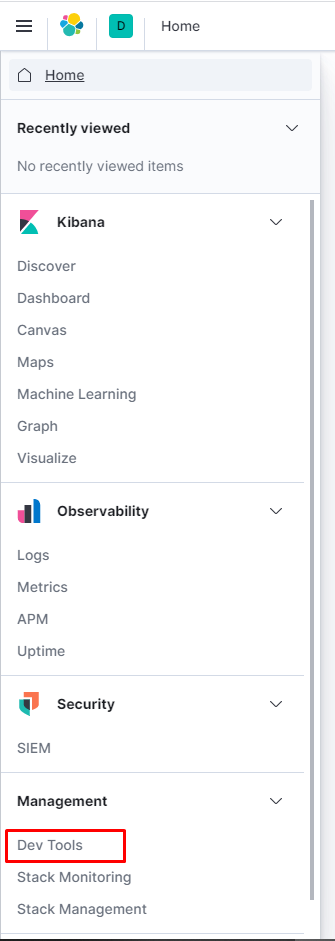 D Home
Home
Recently viewed
No recently viewed items
Kibana
Discover
Dashboard
Canvas
Maps
Machine Learning
Graph
Visualize
Observability
Logs
Metrics
APM
Uptime
Security
SIEM
Management
Dev Tools
Stack Monitoring
Stack Management